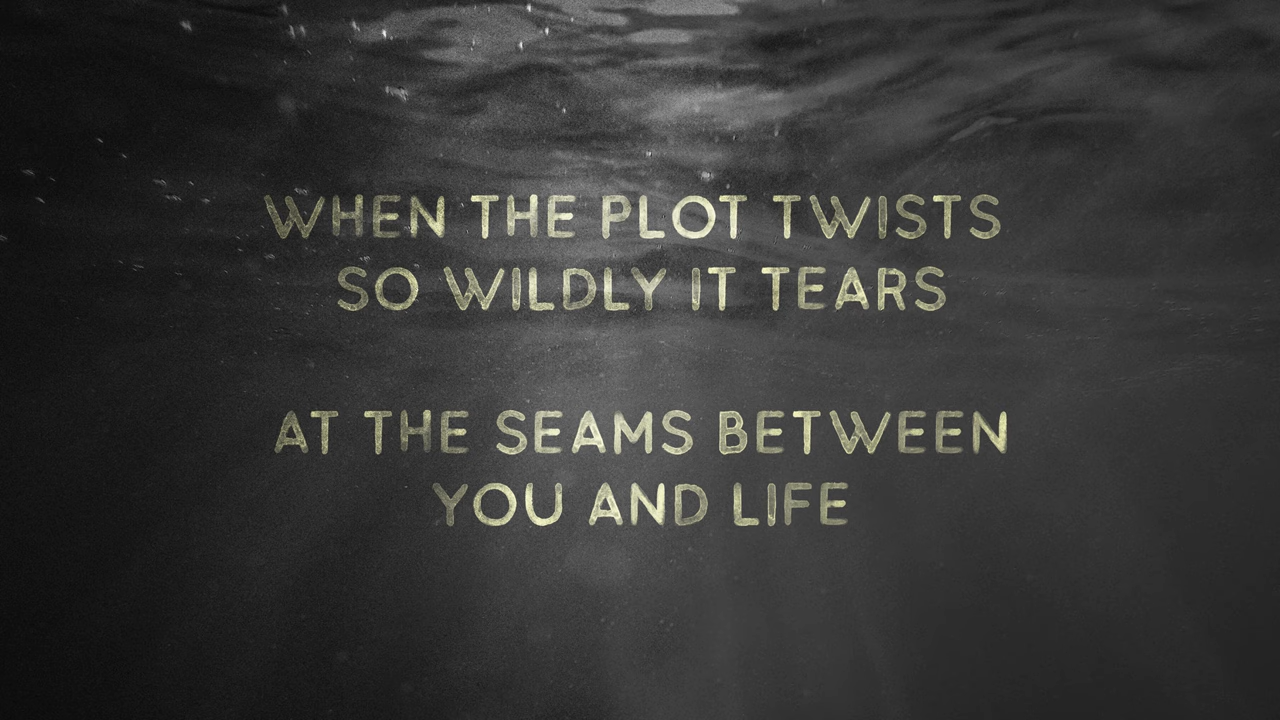 WHEN THE PLOT TWISTS
SO WILDLY IT TEARS
AT THE SEAMS BETWEEN
YOU AND LIFE